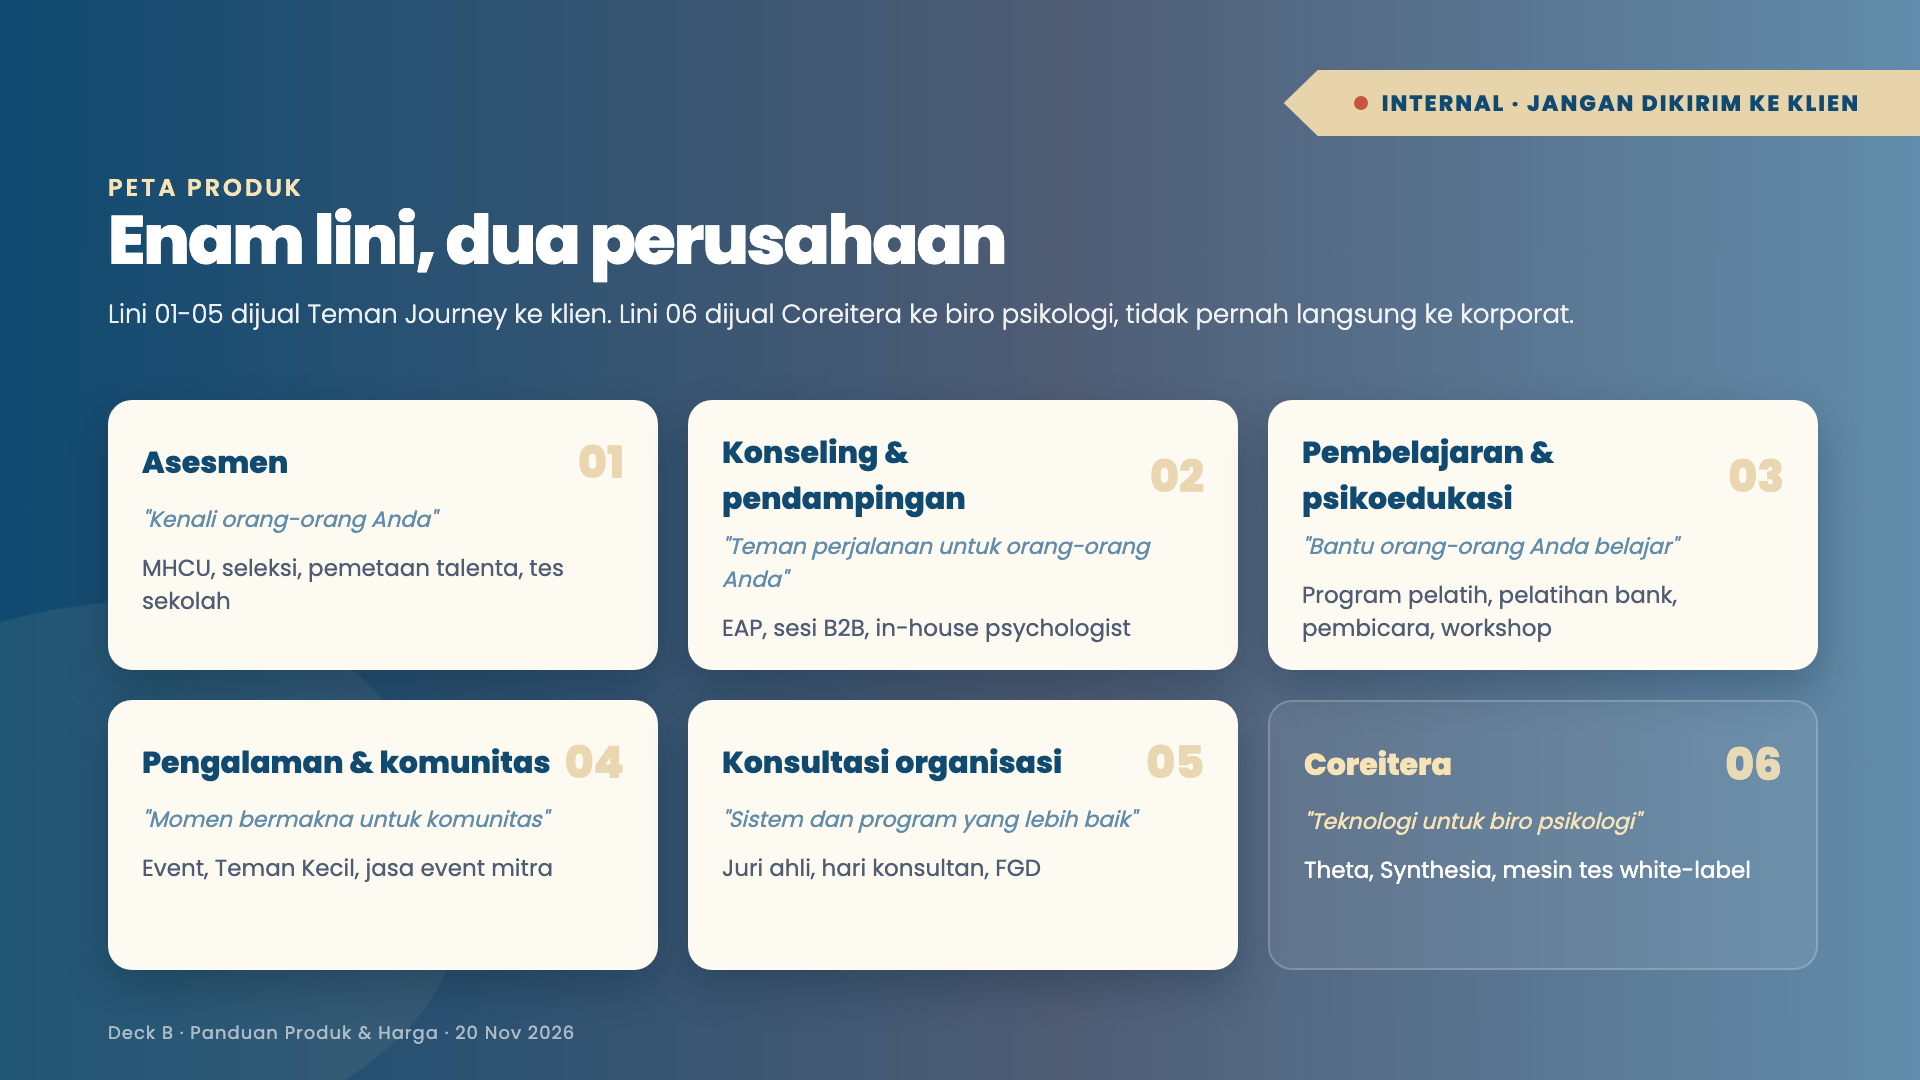 INTERNAL · JANGAN DIKIRIM KE KLIEN
PETA PRODUK
Enam lini, dua perusahaan
Lini 01-05 dijual Teman Journey ke klien. Lini 06 dijual Coreitera ke biro psikologi, tidak pernah langsung ke korporat.
Asesmen
01
"Kenali orang-orang Anda"
MHCU, seleksi, pemetaan talenta, tes
sekolah
Konseling &
pendampingan
02
"Teman perjalanan untuk orang-orang
Anda"
EAP, sesi B2B, in-house psychologist
Pembelajaran &
psikoedukasi
03
"Bantu orang-orang Anda belajar"
Program pelatih, pelatihan bank,
pembicara, workshop
Pengalaman & komunitas
04
"Momen bermakna untuk komunitas"
Event, Teman Kecil, jasa event mitra
Konsultasi organisasi
05
"Sistem dan program yang lebih baik"
Juri ahli, hari konsultan, FGD
Coreitera
06
"Teknologi untuk biro psikologi"
Theta, Synthesia, mesin tes white-label
Deck B · Panduan Produk & Harga · 20 Nov 2026